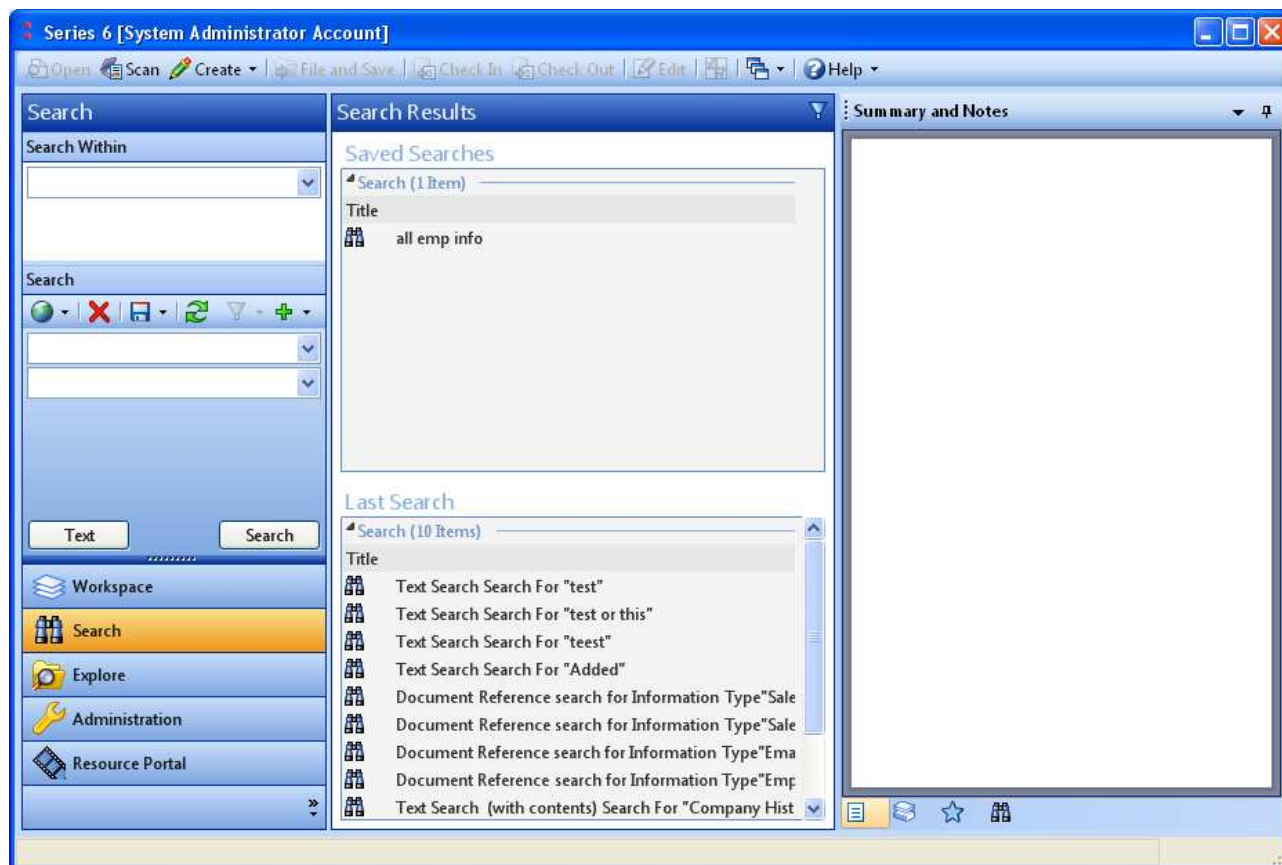 Series 6 [System Administrator Account]
Open Scan Create File and Save Check In Check Out Edit Help
Search
Search Within
Search
Text Search
Workspace
Search
Explore
Administration
Resource Portal
Search Results
Saved Searches
Search (1 Item)
Title
all emp info
Last Search
Search (10 Items)
Title
Text Search Search For "test"
Text Search Search For "test or this"
Text Search Search For "teest"
Text Search Search For "Added"
Document Reference search for Information Type"Sale
Document Reference search for Information Type"Sale
Document Reference search for Information Type"Ema
Document Reference search for Information Type"Emp
Text Search (with contents) Search For "Company Hist
Summary and Notes